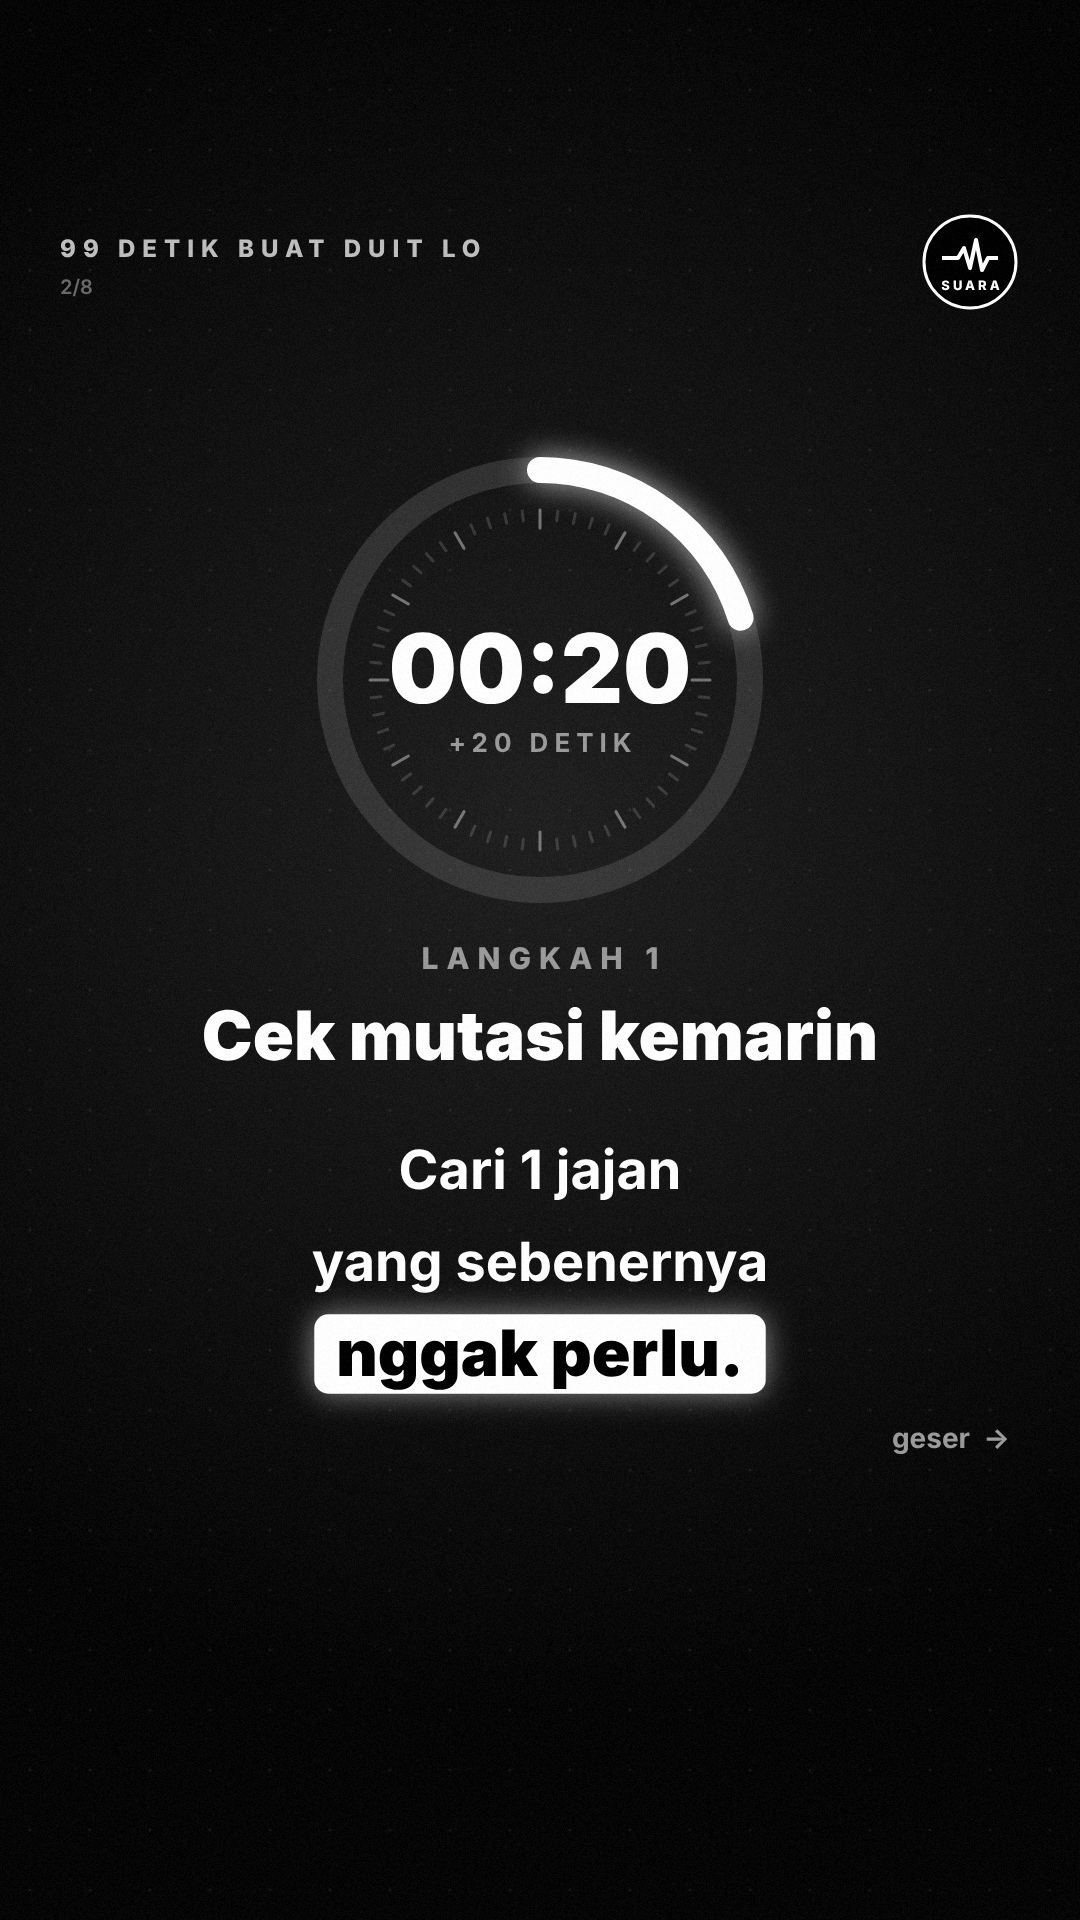 99 DETIK BUAT DUIT LO
2/8
SUARA
00:20
+20 DETIK
LANGKAH 1
Cek mutasi kemarin
Cari 1 jajan
yang sebenernya
nggak perlu.
geser →